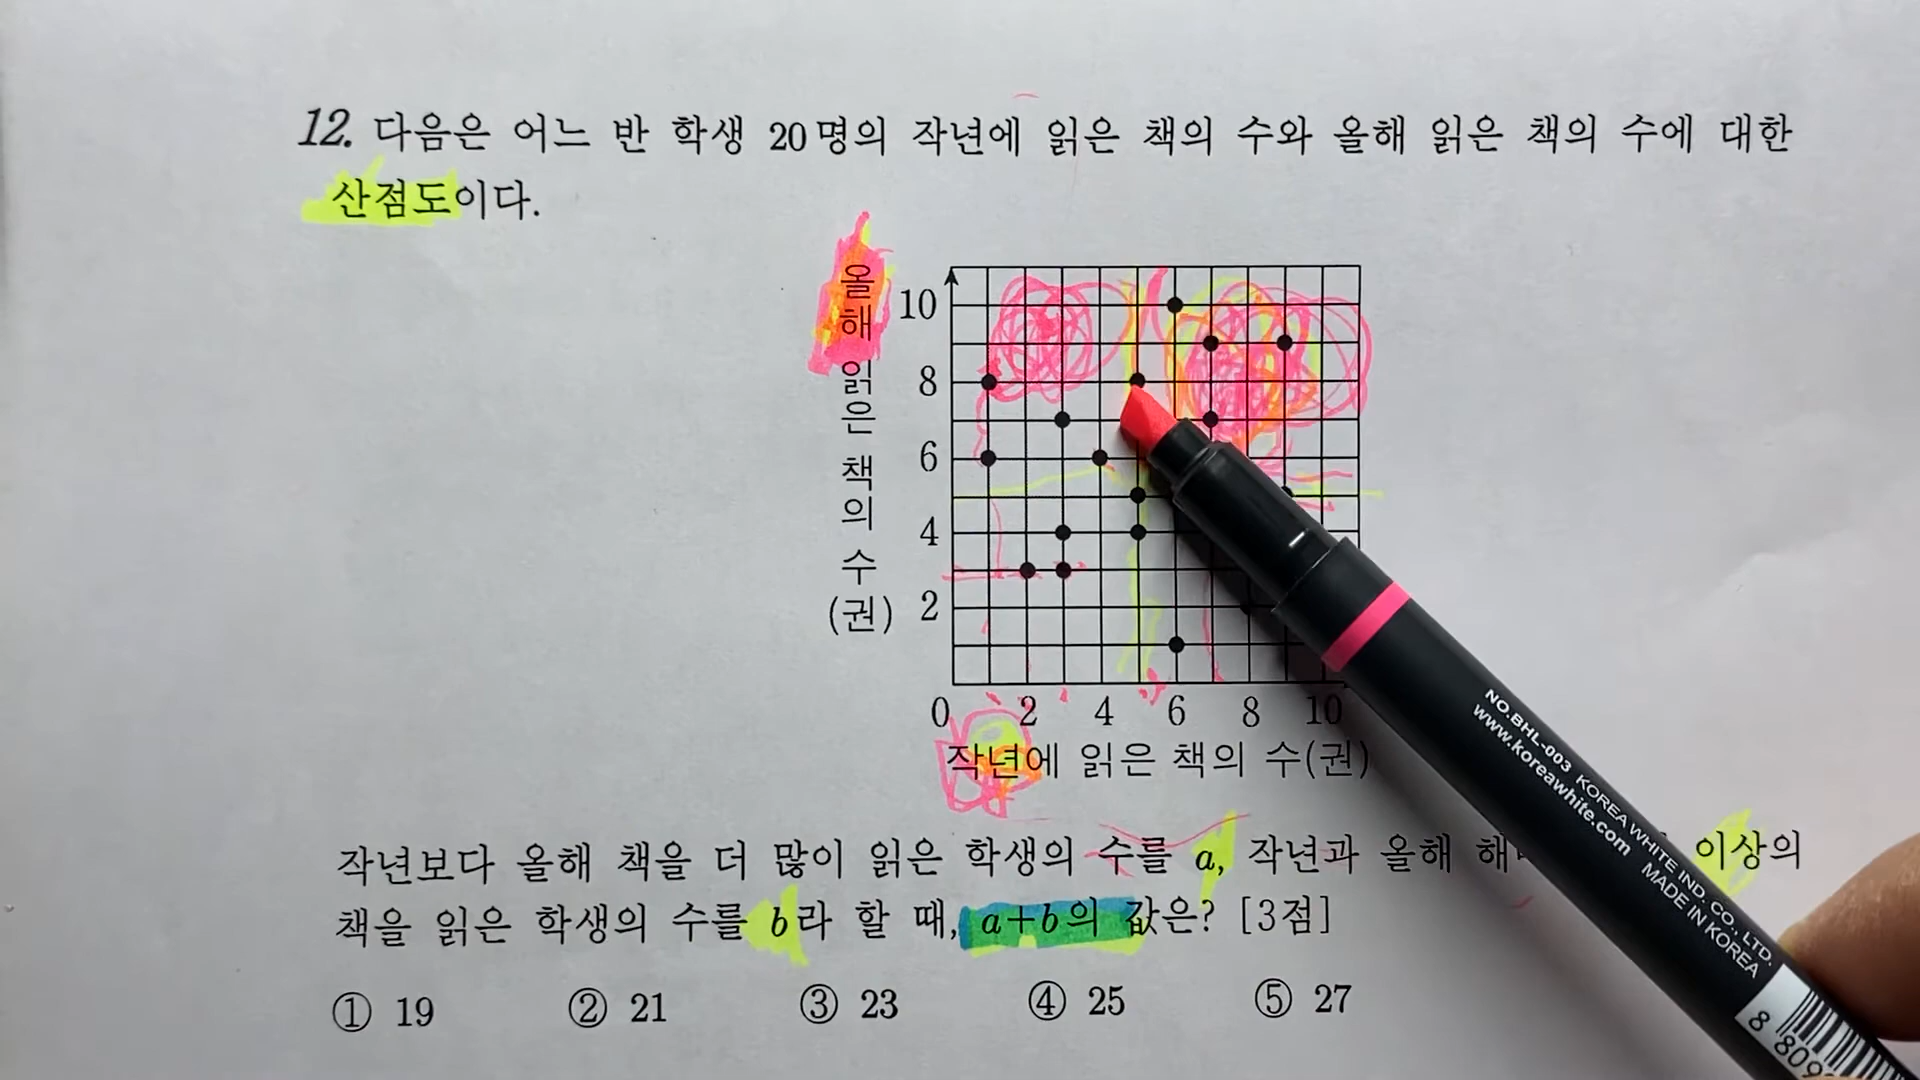 12. 다음은 어느 반 학생 20명의 작년에 읽은 책의 수와 올해 읽은 책의 수에 대한
산점도이다.
올해 읽은 책의 수 (권)
10
8
6
4
2
0 2 4 6 8 10
작년에 읽은 책의 수(권)
작년보다 올해 책을 더 많이 읽은 학생의 수를 a, 작년과 올해 이상의
책을 읽은 학생의 수를 b라 할 때, a+b의 값은? [3점]
① 19 ② 21 ③ 23 ④ 25 ⑤ 27
NO.BHL-003 KOREA WHITE IND. CO., LTD.
www.koreawhite.com MADE IN KOREA